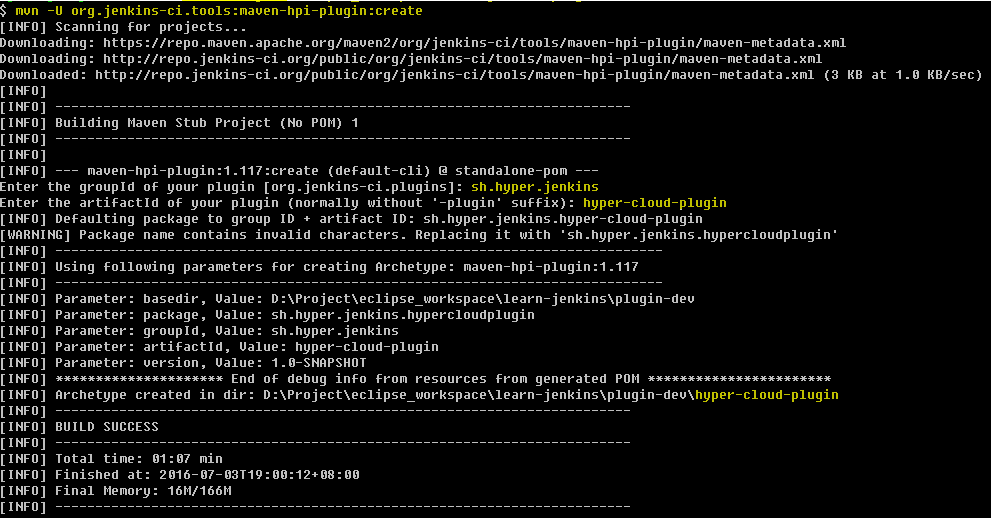 $ mvn -U org.jenkins-ci.tools:maven-hpi-plugin:create
[INFO] Scanning for projects...
Downloading: https://repo.maven.apache.org/maven2/org/jenkins-ci/tools/maven-hpi-plugin/maven-metadata.xml
Downloading: http://repo.jenkins-ci.org/public/org/jenkins-ci/tools/maven-hpi-plugin/maven-metadata.xml
Downloaded: http://repo.jenkins-ci.org/public/org/jenkins-ci/tools/maven-hpi-plugin/maven-metadata.xml (3 KB at 1.0 KB/sec)
[INFO]
[INFO] ------------------------------------------------------------------------
[INFO] Building Maven Stub Project (No POM) 1
[INFO] ------------------------------------------------------------------------
[INFO]
[INFO] --- maven-hpi-plugin:1.117:create (default-cli) @ standalone-pom ---
Enter the groupId of your plugin [org.jenkins-ci.plugins]: sh.hyper.jenkins
Enter the artifactId of your plugin (normally without '-plugin' suffix): hyper-cloud-plugin
[INFO] Defaulting package to group ID + artifact ID: sh.hyper.jenkins.hyper-cloud-plugin
[WARNING] Package name contains invalid characters. Replacing it with 'sh.hyper.jenkins.hypercloudplugin'
[INFO] ----------------------------------------------------------------------------
[INFO] Using following parameters for creating Archetype: maven-hpi-plugin:1.117
[INFO] ----------------------------------------------------------------------------
[INFO] Parameter: basedir, Value: D:\Project\eclipse_workspace\learn-jenkins\plugin-dev
[INFO] Parameter: package, Value: sh.hyper.jenkins.hypercloudplugin
[INFO] Parameter: groupId, Value: sh.hyper.jenkins
[INFO] Parameter: artifactId, Value: hyper-cloud-plugin
[INFO] Parameter: version, Value: 1.0-SNAPSHOT
[INFO] ********************* End of debug info from resources from generated POM ***********************
[INFO] Archetype created in dir: D:\Project\eclipse_workspace\learn-jenkins\plugin-dev\hyper-cloud-plugin
[INFO] ------------------------------------------------------------------------
[INFO] BUILD SUCCESS
[INFO] ------------------------------------------------------------------------
[INFO] Total time: 01:07 min
[INFO] Finished at: 2016-07-03T19:00:12+08:00
[INFO] Final Memory: 16M/166M
[INFO] ------------------------------------------------------------------------